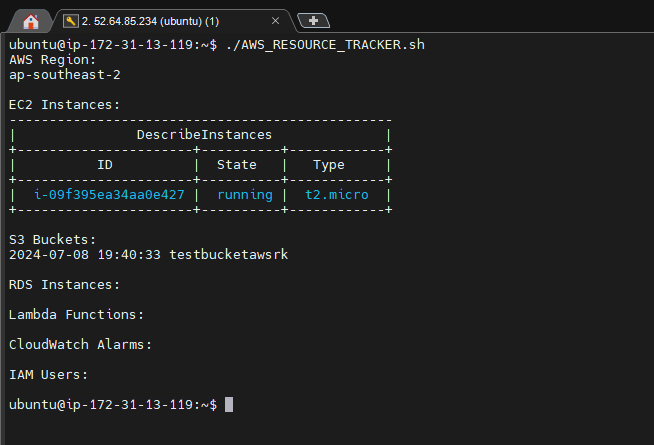 2. 52.64.85.234 (ubuntu) (1)
ubuntu@ip-172-31-13-119:~$ ./AWS_RESOURCE_TRACKER.sh
AWS Region:
ap-southeast-2
EC2 Instances:
------------------------------------------------
|               DescribeInstances              |
+----------------------+----------+------------+
|          ID          |  State   |   Type     |
+----------------------+----------+------------+
|  i-09f395ea34aa0e427 |  running |  t2.micro  |
+----------------------+----------+------------+
S3 Buckets:
2024-07-08 19:40:33 testbucketawsrk
RDS Instances:
Lambda Functions:
CloudWatch Alarms:
IAM Users:
ubuntu@ip-172-31-13-119:~$